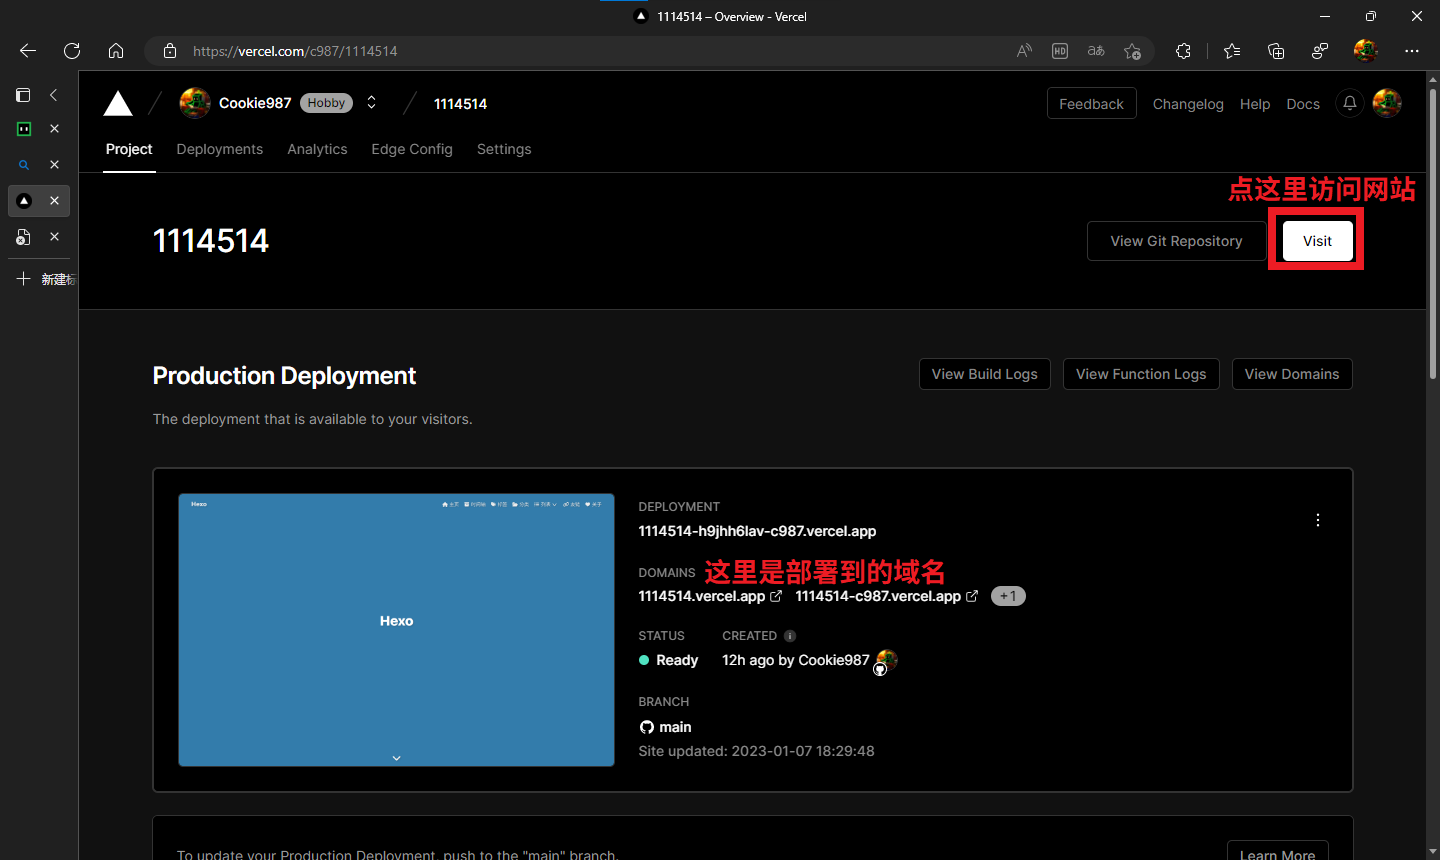 1114514 – Overview - Vercel
https://vercel.com/c987/1114514
Cookie987 Hobby 1114514
Feedback Changelog Help Docs
Project Deployments Analytics Edge Config Settings
点这里访问网站
1114514
View Git Repository Visit
新建标
Production Deployment
View Build Logs View Function Logs View Domains
The deployment that is available to your visitors.
Hexo
Hexo
DEPLOYMENT
1114514-h9jhh6lav-c987.vercel.app
DOMAINS 这里是部署到的域名
1114514.vercel.app 1114514-c987.vercel.app +1
STATUS CREATED
Ready 12h ago by Cookie987
BRANCH
main
Site updated: 2023-01-07 18:29:48
To update your Production Deployment, push to the "main" branch.
Learn More